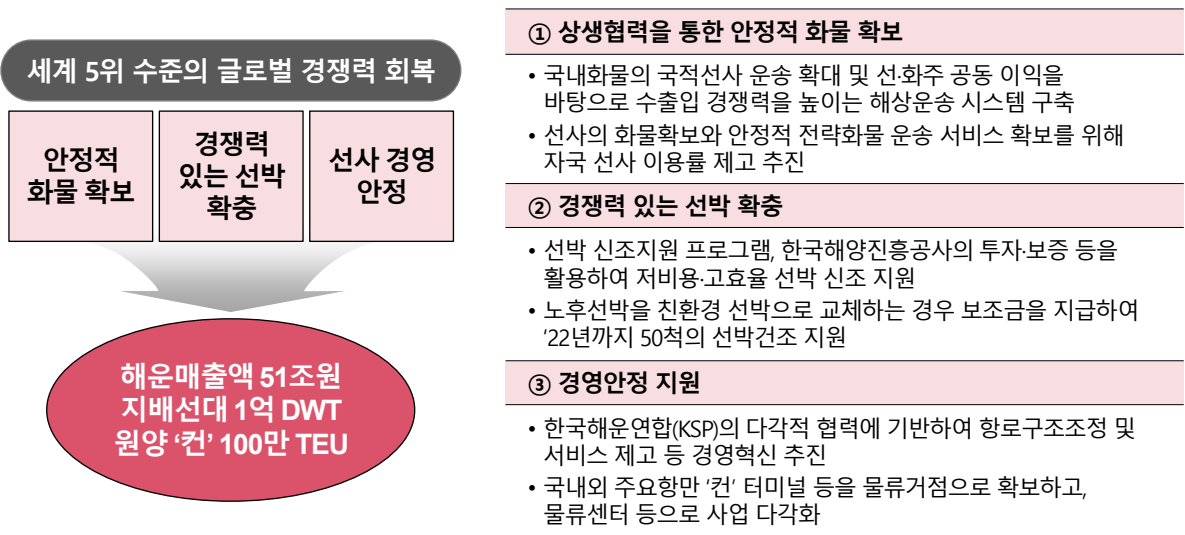 세계 5위 수준의 글로벌 경쟁력 회복
안정적
화물 확보
경쟁력
있는 선박
확충
선사 경영
안정
해운매출액 51조원
지배선대 1억 DWT
원양 ‘컨’ 100만 TEU
① 상생협력을 통한 안정적 화물 확보
• 국내화물의 국적선사 운송 확대 및 선·화주 공동 이익을
바탕으로 수출입 경쟁력을 높이는 해상운송 시스템 구축
• 선사의 화물확보와 안정적 전략화물 운송 서비스 확보를 위해
자국 선사 이용률 제고 추진
② 경쟁력 있는 선박 확충
• 선박 신조지원 프로그램, 한국해양진흥공사의 투자·보증 등을
활용하여 저비용·고효율 선박 신조 지원
• 노후선박을 친환경 선박으로 교체하는 경우 보조금을 지급하여
’22년까지 50척의 선박건조 지원
③ 경영안정 지원
• 한국해운연합(KSP)의 다각적 협력에 기반하여 항로구조조정 및
서비스 제고 등 경영혁신 추진
• 국내외 주요항만 ‘컨’ 터미널 등을 물류거점으로 확보하고,
물류센터 등으로 사업 다각화